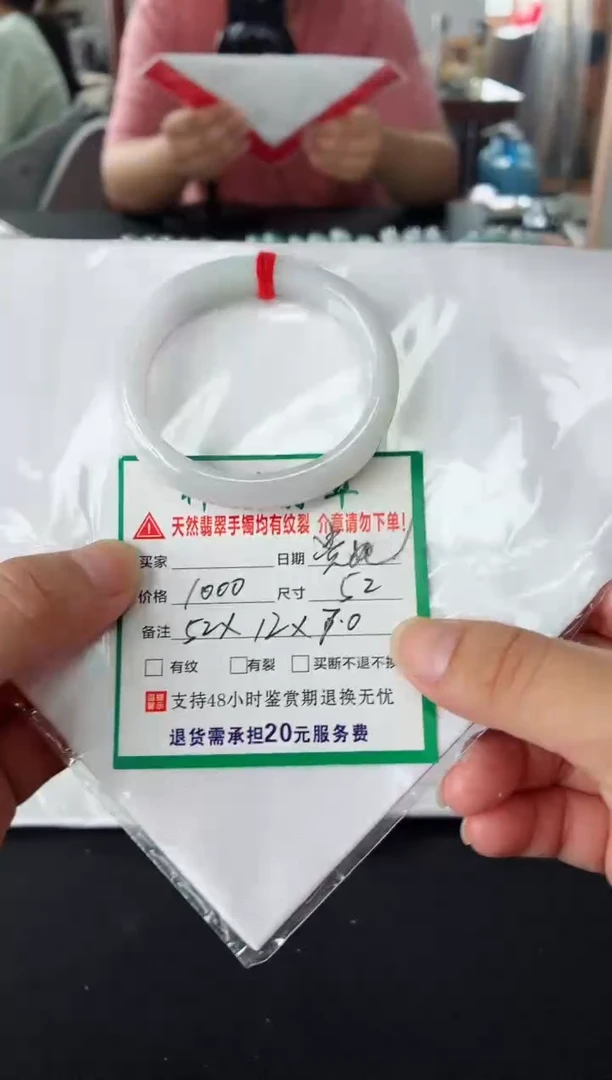 天然翡翠手镯均有纹裂 介意请勿下单!
买家 日期
价格 1000 尺寸 52
备注 52X 12X 7.0
有纹 有裂 买断不退不换
支持48小时鉴赏期退换无忧
退货需承担20元服务费